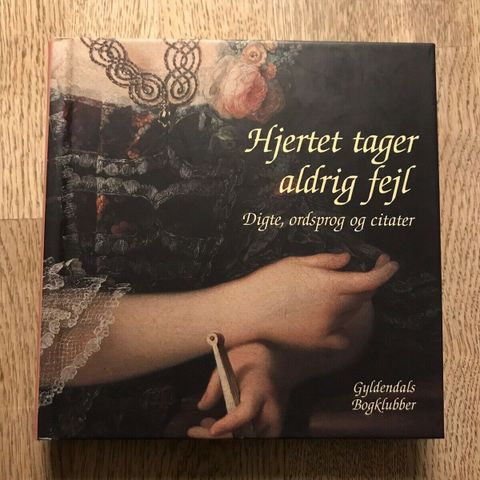 Hjertet tager
aldrig fejl
Digte, ordsprog og citater
Gyldendals
Bogklubber